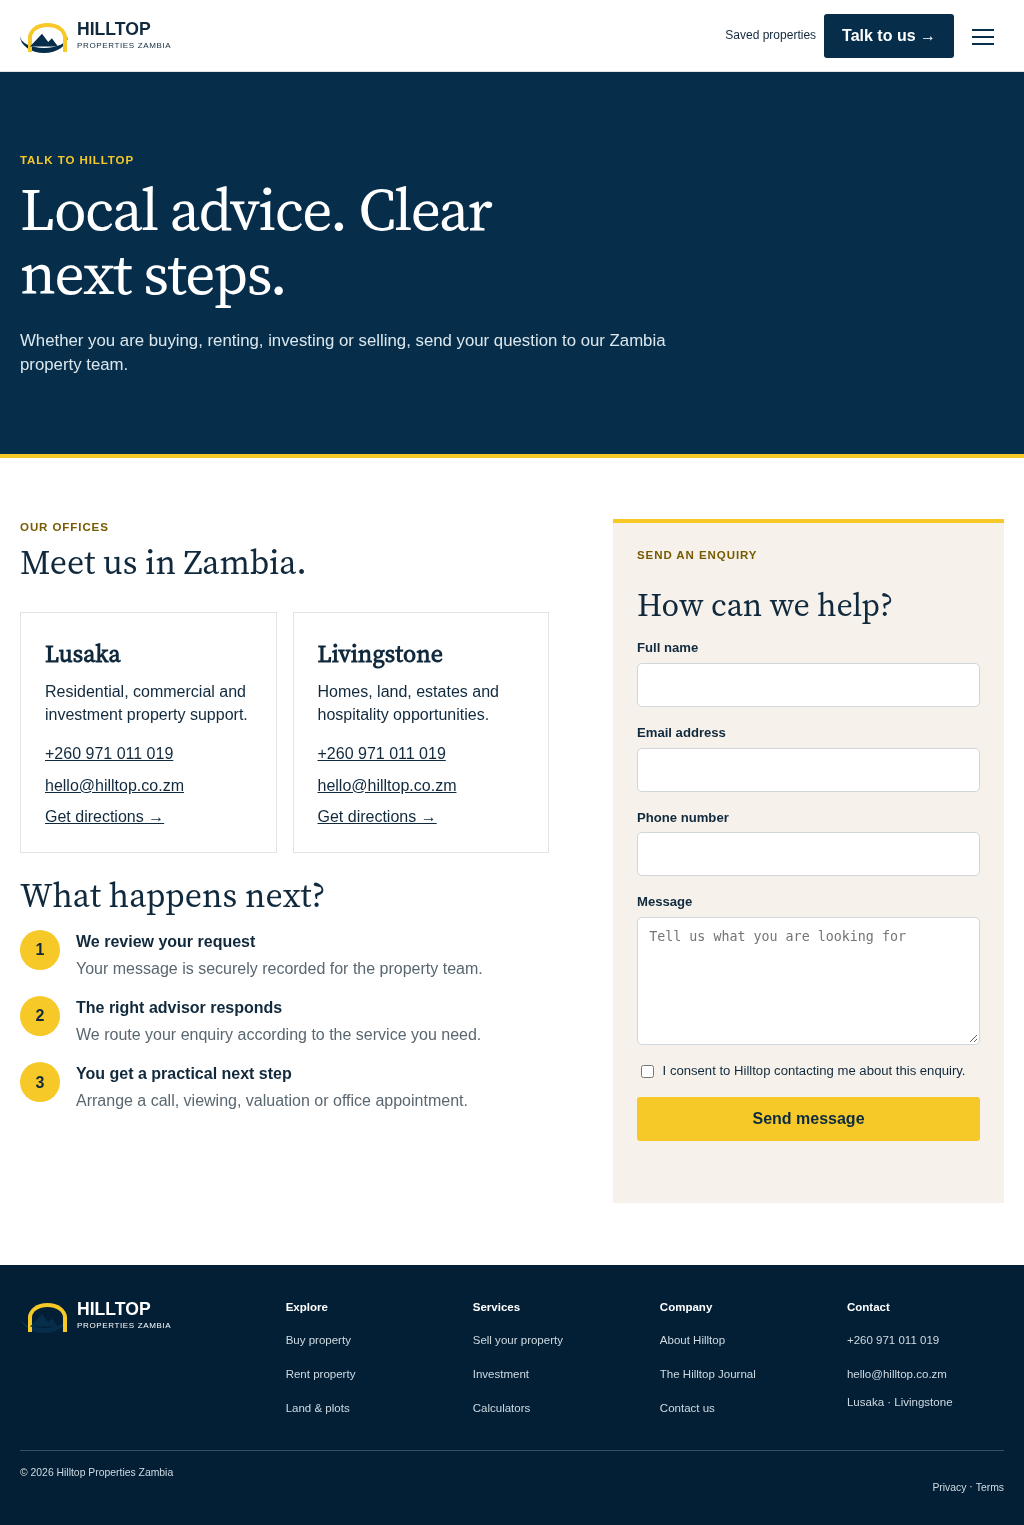 HILLTOP
PROPERTIES ZAMBIA
Saved properties
Talk to us →
TALK TO HILLTOP
Local advice. Clear
next steps.
Whether you are buying, renting, investing or selling, send your question to our Zambia
property team.
OUR OFFICES
Meet us in Zambia.
Lusaka
Residential, commercial and
investment property support.
+260 971 011 019
hello@hilltop.co.zm
Get directions →
Livingstone
Homes, land, estates and
hospitality opportunities.
+260 971 011 019
hello@hilltop.co.zm
Get directions →
What happens next?
1
We review your request
Your message is securely recorded for the property team.
2
The right advisor responds
We route your enquiry according to the service you need.
3
You get a practical next step
Arrange a call, viewing, valuation or office appointment.
SEND AN ENQUIRY
How can we help?
Full name
Email address
Phone number
Message
Tell us what you are looking for
I consent to Hilltop contacting me about this enquiry.
Send message
HILLTOP
PROPERTIES ZAMBIA
Explore
Buy property
Rent property
Land & plots
Services
Sell your property
Investment
Calculators
Company
About Hilltop
The Hilltop Journal
Contact us
Contact
+260 971 011 019
hello@hilltop.co.zm
Lusaka · Livingstone
© 2026 Hilltop Properties Zambia
Privacy · Terms